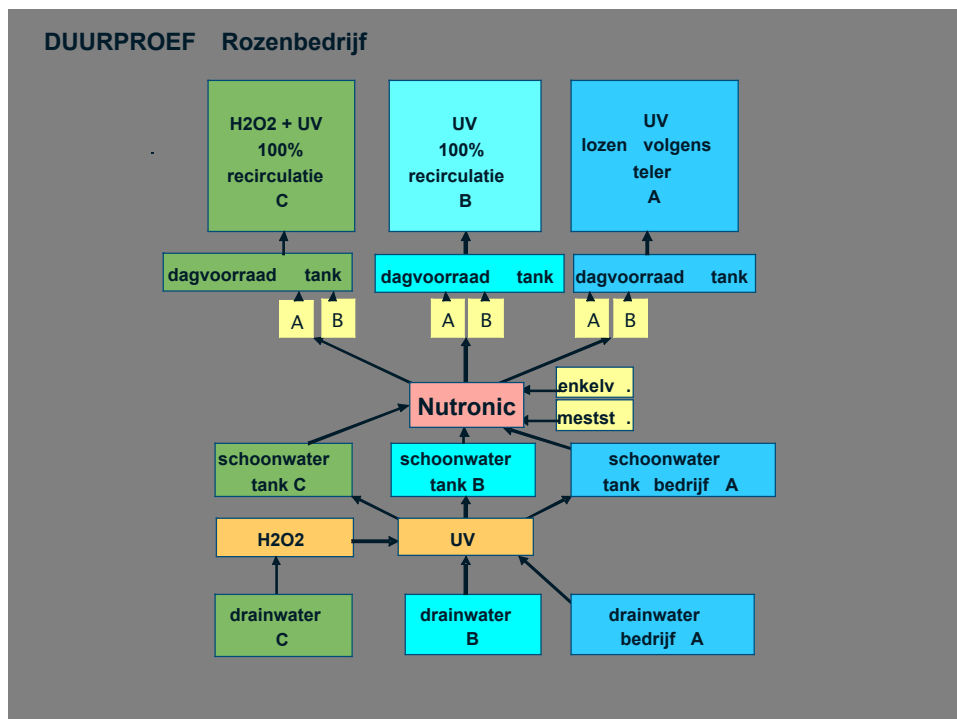 DUURPROEF Rozenbedrijf
H2O2 + UV
100%
recirculatie
C
UV
100%
recirculatie
B
UV
lozen volgens
teler
A
dagvoorraad tank
dagvoorraad tank
dagvoorraad tank
A B
A B
A B
Nutronic
enkelv .
mestst .
schoonwater
tank C
schoonwater
tank B
schoonwater
tank bedrijf A
H2O2
UV
drainwater
C
drainwater
B
drainwater
bedrijf A